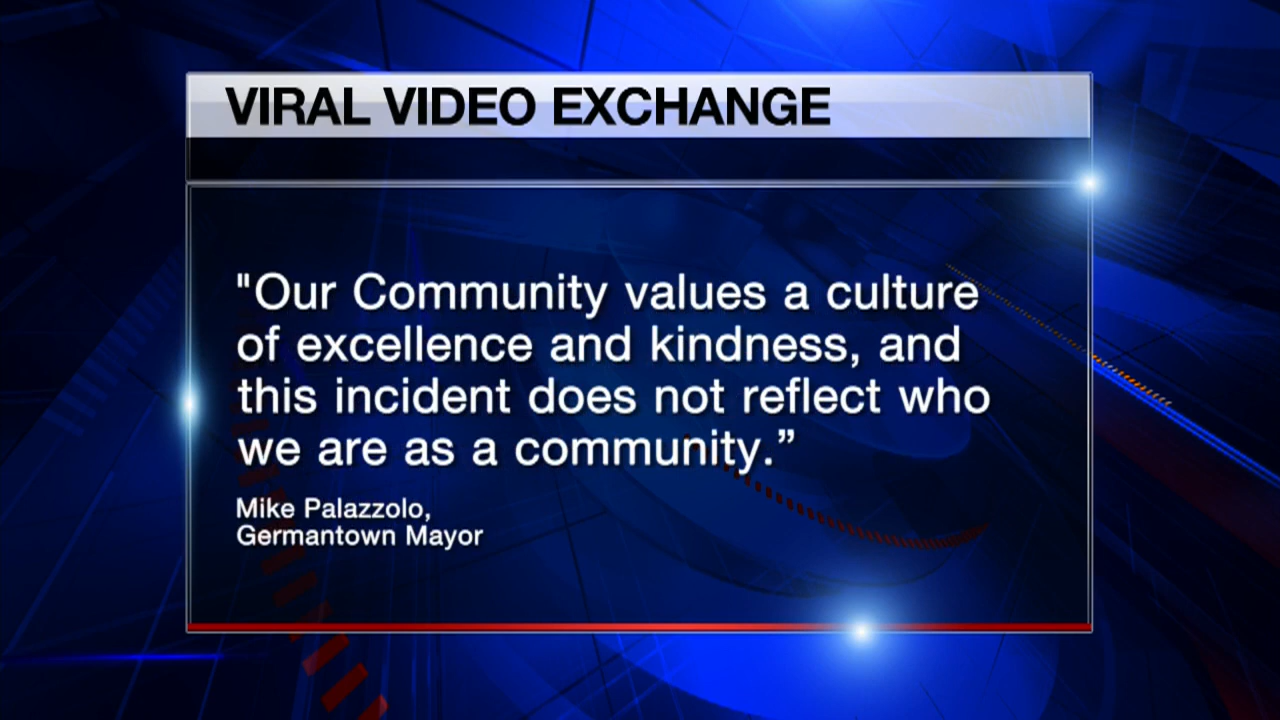 VIRAL VIDEO EXCHANGE
"Our Community values a culture
of excellence and kindness, and
this incident does not reflect who
we are as a community.”
Mike Palazzolo,
Germantown Mayor